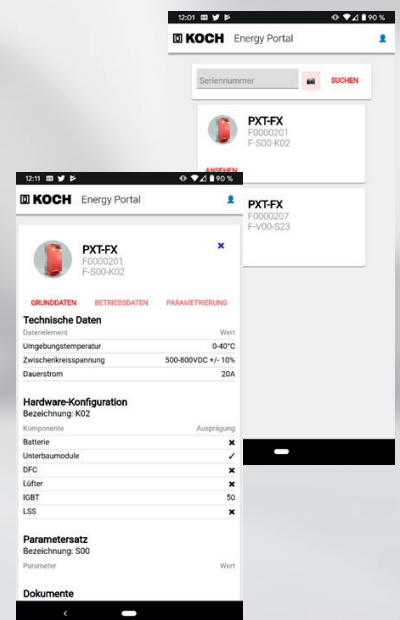 12:01 90 %
KOCH Energy Portal
Seriennummer SUCHEN
PXT-FX
F0000201
F-S00-K02
ANSEHEN
PXT-FX
F0000207
F-V00-S23
12:11 90 %
KOCH Energy Portal
PXT-FX
F0000201
F-S00-K02
GRUNDDATEN BETRIEBSDATEN PARAMETRIERUNG
Technische Daten
Datenelement Wert
Umgebungstemperatur 0-40°C
Zwischenkreisspannung 500-800VDC +/- 10%
Dauerstrom 20A
Hardware-Konfiguration
Bezeichnung: K02
Komponente Ausprägung
Batterie ✗
Unterbaumodule ✓
DFC ✗
Lüfter ✗
IGBT 50
LSS ✗
Parametersatz
Bezeichnung: S00
Parameter Wert
Dokumente